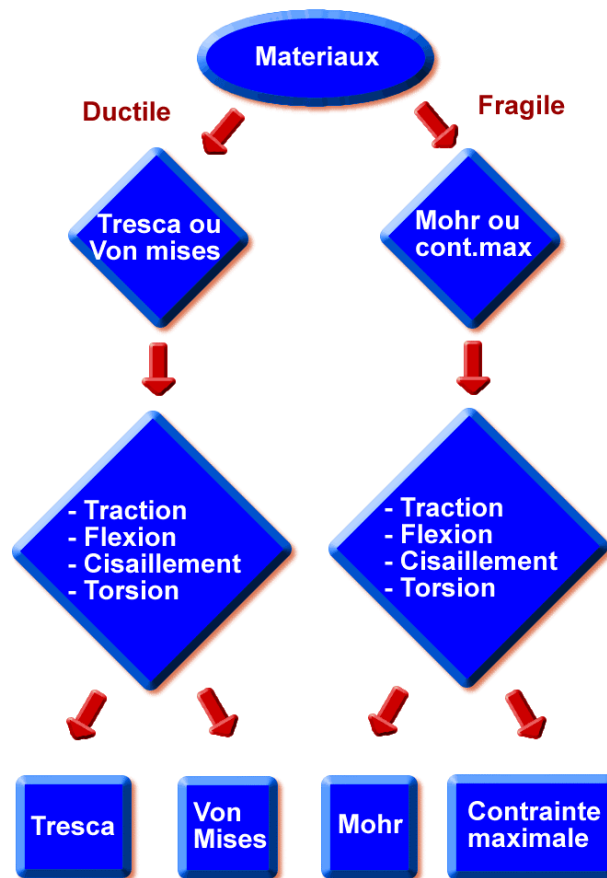 Materiaux
Ductile
Fragile
Tresca ou
Von mises
Mohr ou
cont.max
- Traction
- Flexion
- Cisaillement
- Torsion
- Traction
- Flexion
- Cisaillement
- Torsion
Tresca
Von
Mises
Mohr
Contrainte
maximale